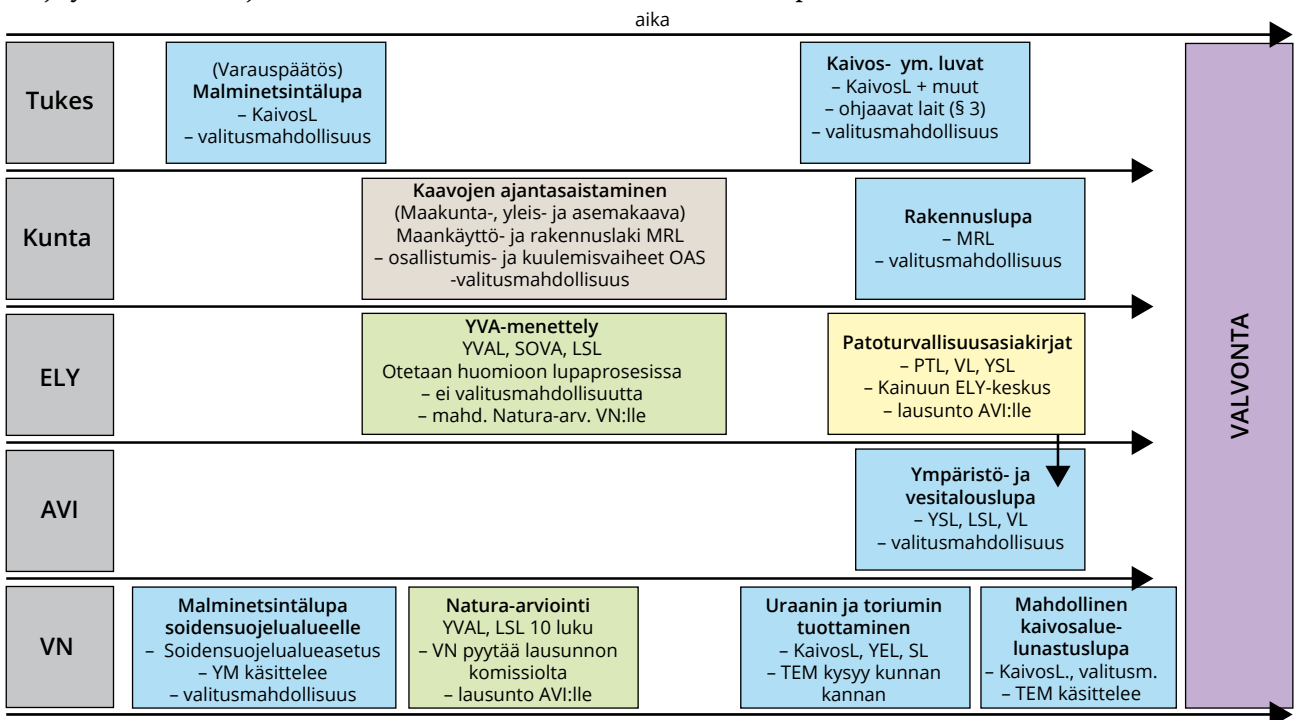 aika
Tukes
(Varauspäätös)
Malminetsintälupa
– KaivosL
– valitusmahdollisuus
Kaivos- ym. luvat
– KaivosL + muut
– ohjaavat lait (§ 3)
– valitusmahdollisuus
Kunta
Kaavojen ajantasaistaminen
(Maakunta-, yleis- ja asemakaava)
Maankäyttö- ja rakennuslaki MRL
– osallistumis- ja kuulemisvaiheet OAS
-valitusmahdollisuus
Rakennuslupa
– MRL
– valitusmahdollisuus
ELY
YVA-menettely
YVAL, SOVA, LSL
Otetaan huomioon lupaprosesissa
– ei valitusmahdollisuutta
– mahd. Natura-arv. VN:lle
Patoturvallisuusasiakirjat
– PTL, VL, YSL
– Kainuun ELY-keskus
– lausunto AVI:lle
AVI
Ympäristö- ja
vesitalouslupa
– YSL, LSL, VL
– valitusmahdollisuus
VN
Malminetsintälupa
soidensuojelualueelle
– Soidensuojelualueasetus
– YM käsittelee
– valitusmahdollisuus
Natura-arviointi
YVAL, LSL 10 luku
– VN pyytää lausunnon
komissiolta
– lausunto AVI:lle
Uraanin ja toriumin
tuottaminen
– KaivosL, YEL, SL
– TEM kysyy kunnan
kannan
Mahdollinen
kaivosalue-
lunastuslupa
– KaivosL., valitusm.
– TEM käsittelee
VALVONTA